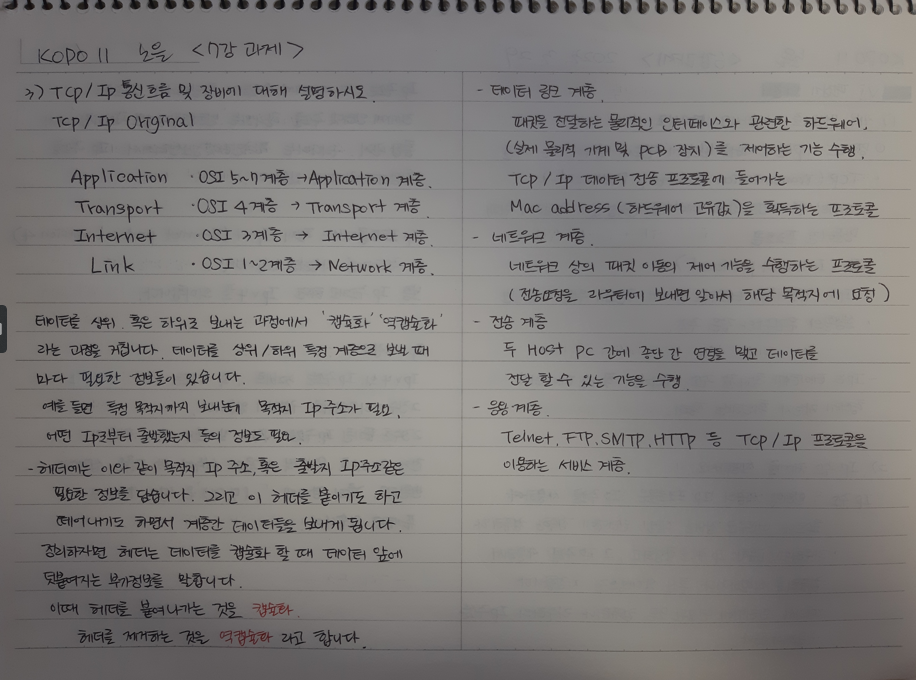 KOPO 11 노을 <7강 과제>
3) TCP/Ip 통신흐름 및 장비에 대해 설명하시오.
TCP/Ip Original
Application · OSI 5~7 계층 → Application 계층.
Transport · OSI 4 계층 → Transport 계층
Internet · OSI 3계층 → Internet 계층.
Link · OSI 1~2계층 → Network 계층.
데이터를 상위, 혹은 하위로 보내는 과정에서 '캡슐화' '역캡슐화'
라는 과정을 거칩니다. 데이터를 상위/하위 특정 계층으로 보낼 때
마다 필요한 정보들이 있습니다.
예를 들면 특정 목적지까지 보내는데 목적지 Ip주소가 필요.
어떤 Ip로부터 출발했는지 등의 정보도 필요.
- 헤더에는 이와 같이 목적지 Ip 주소, 혹은 출발지 Ip주소같은
필요한 정보를 담습니다. 그리고 이 헤더를 붙이기도 하고
떼어내기도 하면서 계층간 데이터들을 보내게 됩니다.
정리하자면 헤더는 데이터를 캡슐화 할 때 데이터 앞에
덧붙여지는 부가정보를 말합니다.
이때 헤더를 붙여나가는 것을 캡슐화.
헤더를 제거하는 것을 역캡슐화 라고 합니다.
- 데이터 링크 계층.
패킷을 전달하는 물리적인 인터페이스와 관련한 하드웨어.
(실제 물리적 기계 및 PCB 장치)를 제어하는 기능 수행.
TCP/Ip 데이터 전송 프로토콜에 들어가는
Mac address (하드웨어 고유값)을 획득하는 프로토콜
- 네트워크 계층.
네트워크 상의 패킷 이동의 제어 기능을 수행하는 프로토콜
(전송요청을 라우터에 보내면 알아서 해당 목적지에 요청)
- 전송 계층
두 Host PC 간에 종단 간 연결을 맺고 데이터를
전달 할 수 있는 기능을 수행.
- 응용 계층.
Telnet, FTP, SMTP, HTTP 등 TCP/Ip 프로토콜을
이용하는 서비스 계층.